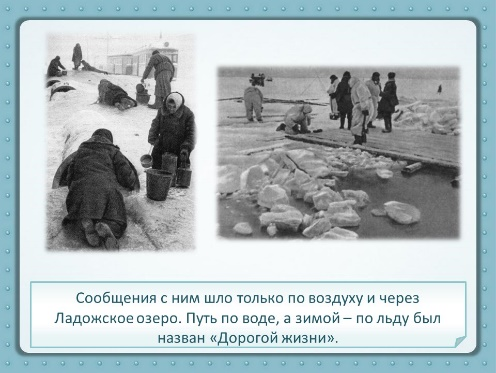 Сообщения с ним шло только по воздуху и через
Ладожское озеро. Путь по воде, а зимой – по льду был
назван «Дорогой жизни».